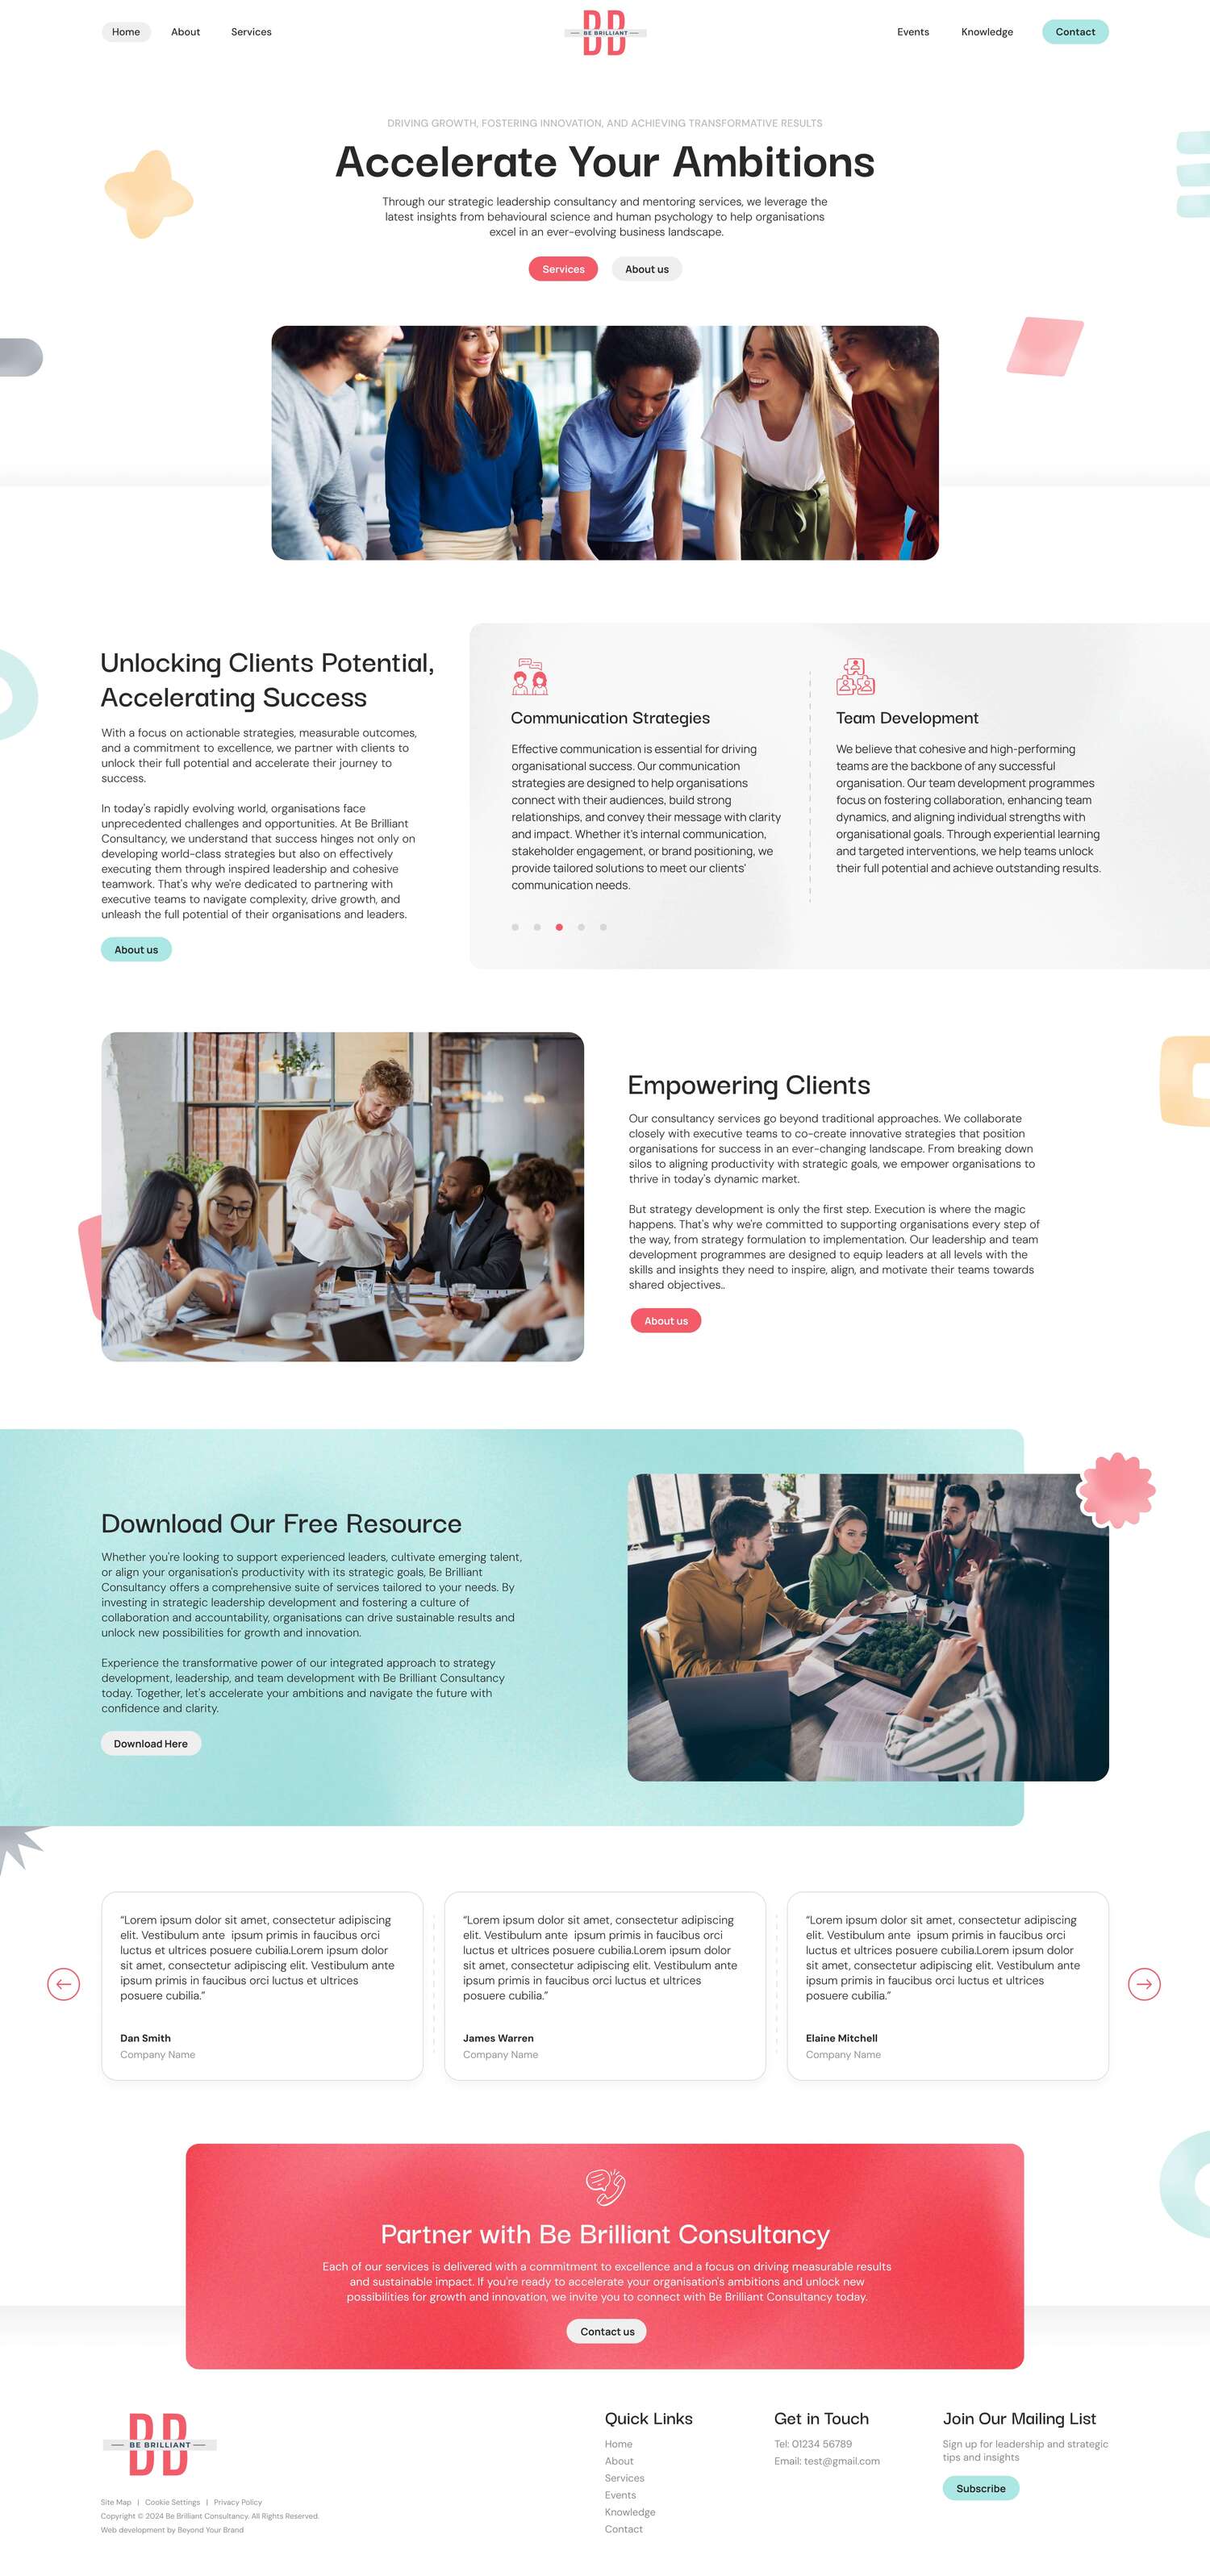 Home
About
Services
BB
BE BRILLIANT
Events
Knowledge
Contact
DRIVING GROWTH, FOSTERING INNOVATION, AND ACHIEVING TRANSFORMATIVE RESULTS
Accelerate Your Ambitions
Through our strategic leadership consultancy and mentoring services, we leverage the
latest insights from behavioural science and human psychology to help organisations
excel in an ever-evolving business landscape.
Services
About us
Unlocking Clients Potential,
Accelerating Success
With a focus on actionable strategies, measurable outcomes,
and a commitment to excellence, we partner with clients to
unlock their full potential and accelerate their journey to
success.
In today's rapidly evolving world, organisations face
unprecedented challenges and opportunities. At Be Brilliant
Consultancy, we understand that success hinges not only on
developing world-class strategies but also on effectively
executing them through inspired leadership and cohesive
teamwork. That's why we're dedicated to partnering with
executive teams to navigate complexity, drive growth, and
unleash the full potential of their organisations and leaders.
About us
Communication Strategies
Effective communication is essential for driving
organisational success. Our communication
strategies are designed to help organisations
connect with their audiences, build strong
relationships, and convey their message with clarity
and impact. Whether it's internal communication,
stakeholder engagement, or brand positioning, we
provide tailored solutions to meet our clients'
communication needs.
Team Development
We believe that cohesive and high-performing
teams are the backbone of any successful
organisation. Our team development programmes
focus on fostering collaboration, enhancing team
dynamics, and aligning individual strengths with
organisational goals. Through experiential learning
and targeted interventions, we help teams unlock
their full potential and achieve outstanding results.
Empowering Clients
Our consultancy services go beyond traditional approaches. We collaborate
closely with executive teams to co-create innovative strategies that position
organisations for success in an ever-changing landscape. From breaking down
silos to aligning productivity with strategic goals, we empower organisations to
thrive in today's dynamic market.
But strategy development is only the first step. Execution is where the magic
happens. That's why we're committed to supporting organisations every step of
the way, from strategy formulation to implementation. Our leadership and team
development programmes are designed to equip leaders at all levels with the
skills and insights they need to inspire, align, and motivate their teams towards
shared objectives..
About us
Download Our Free Resource
Whether you're looking to support experienced leaders, cultivate emerging talent,
or align your organisation's productivity with its strategic goals, Be Brilliant
Consultancy offers a comprehensive suite of services tailored to your needs. By
investing in strategic leadership development and fostering a culture of
collaboration and accountability, organisations can drive sustainable results and
unlock new possibilities for growth and innovation.
Experience the transformative power of our integrated approach to strategy
development, leadership, and team development with Be Brilliant Consultancy
today. Together, let's accelerate your ambitions and navigate the future with
confidence and clarity.
Download Here
“Lorem ipsum dolor sit amet, consectetur adipiscing
elit. Vestibulum ante  ipsum primis in faucibus orci
luctus et ultrices posuere cubilia.Lorem ipsum dolor
sit amet, consectetur adipiscing elit. Vestibulum ante
ipsum primis in faucibus orci luctus et ultrices
posuere cubilia.”
Dan Smith
Company Name
“Lorem ipsum dolor sit amet, consectetur adipiscing
elit. Vestibulum ante  ipsum primis in faucibus orci
luctus et ultrices posuere cubilia.Lorem ipsum dolor
sit amet, consectetur adipiscing elit. Vestibulum ante
ipsum primis in faucibus orci luctus et ultrices
posuere cubilia.”
James Warren
Company Name
“Lorem ipsum dolor sit amet, consectetur adipiscing
elit. Vestibulum ante  ipsum primis in faucibus orci
luctus et ultrices posuere cubilia.Lorem ipsum dolor
sit amet, consectetur adipiscing elit. Vestibulum ante
ipsum primis in faucibus orci luctus et ultrices
posuere cubilia.”
Elaine Mitchell
Company Name
Partner with Be Brilliant Consultancy
Each of our services is delivered with a commitment to excellence and a focus on driving measurable results
and sustainable impact. If you're ready to accelerate your organisation's ambitions and unlock new
possibilities for growth and innovation, we invite you to connect with Be Brilliant Consultancy today.
Contact us
BB
BE BRILLIANT
Site Map | Cookie Settings | Privacy Policy
Copyright © 2024 Be Brilliant Consultancy. All Rights Reserved.
Web development by Beyond Your Brand
Quick Links
Home
About
Services
Events
Knowledge
Contact
Get in Touch
Tel: 01234 56789
Email: test@gmail.com
Join Our Mailing List
Sign up for leadership and strategic
tips and insights
Subscribe